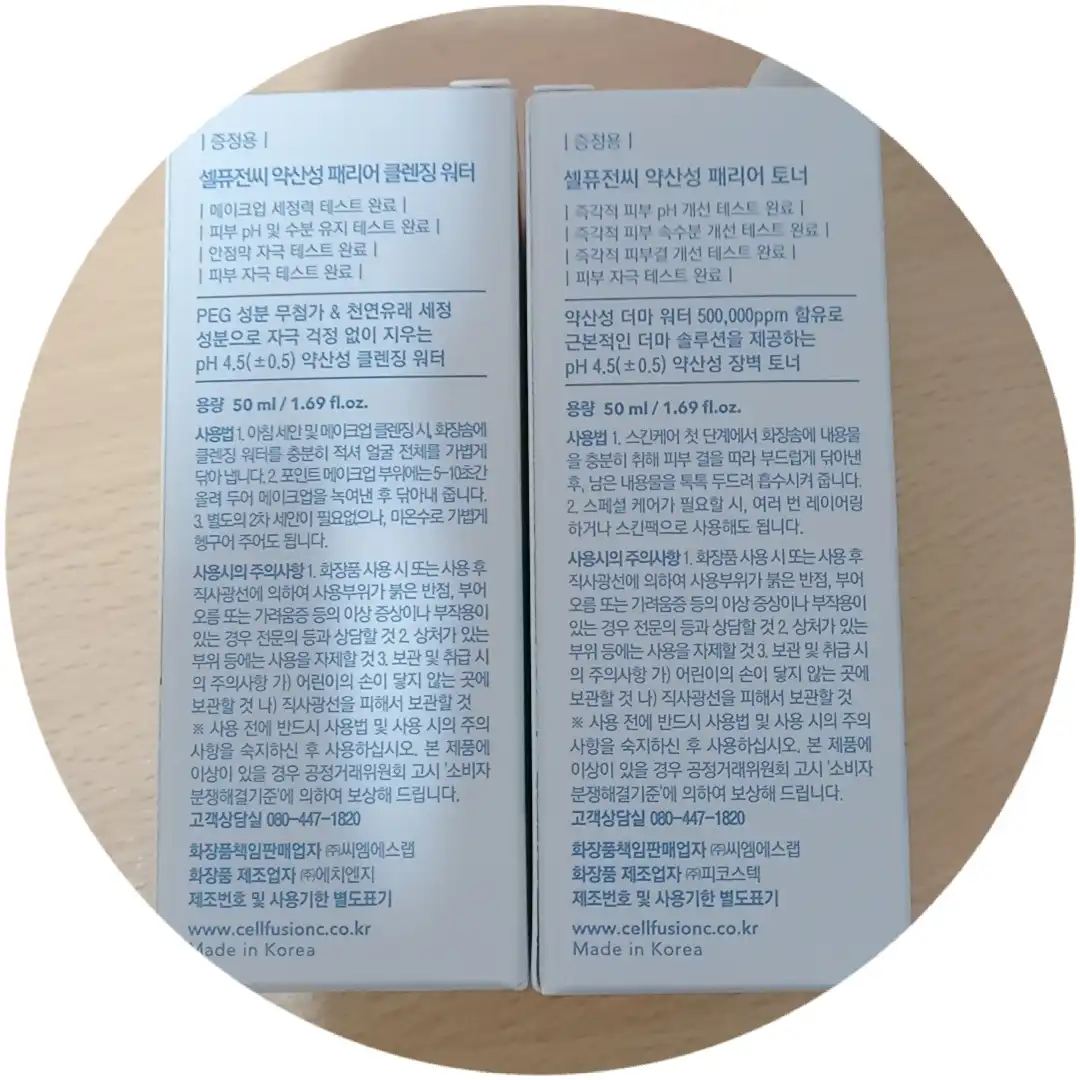 | 증정용 |
셀퓨전씨 약산성 패리어 클렌징 워터
| 메이크업 세정력 테스트 완료 |
| 피부 pH 및 수분 유지 테스트 완료 |
| 안점막 자극 테스트 완료 |
| 피부 자극 테스트 완료 |
PEG 성분 무첨가 & 천연유래 세정
성분으로 자극 걱정 없이 지우는
pH 4.5(±0.5) 약산성 클렌징 워터
용량 50 ml / 1.69 fl.oz.
사용법 1. 아침 세안 및 메이크업 클렌징 시, 화장솜에
클렌징 워터를 충분히 적셔 얼굴 전체를 가볍게
닦아 냅니다. 2. 포인트 메이크업 부위에는 5~10초간
올려 두어 메이크업을 녹여낸 후 닦아내 줍니다.
3. 별도의 2차 세안이 필요없으나, 미온수로 가볍게
헹구어 주어도 됩니다.
사용시의 주의사항 1. 화장품 사용 시 또는 사용 후
직사광선에 의하여 사용부위가 붉은 반점, 부어
오름 또는 가려움증 등의 이상 증상이나 부작용이
있는 경우 전문의 등과 상담할 것 2. 상처가 있는
부위 등에는 사용을 자제할 것 3. 보관 및 취급 시
의 주의사항 가) 어린이의 손이 닿지 않는 곳에
보관할 것 나) 직사광선을 피해서 보관할 것
※ 사용 전에 반드시 사용법 및 사용 시의 주의
사항을 숙지하신 후 사용하십시오. 본 제품에
이상이 있을 경우 공정거래위원회 고시 '소비자
분쟁해결기준'에 의하여 보상해 드립니다.
고객상담실 080-447-1820
화장품책임판매업자 ㈜씨엠에스랩
화장품 제조업자 ㈜에치엔지
제조번호 및 사용기한 별도표기
www.cellfusionc.co.kr
Made in Korea
| 증정용 |
셀퓨전씨 약산성 패리어 토너
| 즉각적 피부 pH 개선 테스트 완료 |
| 즉각적 피부 속수분 개선 테스트 완료 |
| 즉각적 피부결 개선 테스트 완료 |
| 피부 자극 테스트 완료 |
약산성 더마 워터 500,000ppm 함유로
근본적인 더마 솔루션을 제공하는
pH 4.5(±0.5) 약산성 장벽 토너
용량 50 ml / 1.69 fl.oz.
사용법 1. 스킨케어 첫 단계에서 화장솜에 내용물
을 충분히 취해 피부 결을 따라 부드럽게 닦아낸
후, 남은 내용물을 톡톡 두드려 흡수시켜 줍니다.
2. 스페셜 케어가 필요할 시, 여러 번 레이어링
하거나 스킨팩으로 사용해도 됩니다.
사용시의 주의사항 1. 화장품 사용 시 또는 사용 후
직사광선에 의하여 사용부위가 붉은 반점, 부어
오름 또는 가려움증 등의 이상 증상이나 부작용이
있는 경우 전문의 등과 상담할 것 2. 상처가 있는
부위 등에는 사용을 자제할 것 3. 보관 및 취급 시
의 주의사항 가) 어린이의 손이 닿지 않는 곳에
보관할 것 나) 직사광선을 피해서 보관할 것
※ 사용 전에 반드시 사용법 및 사용 시의 주의
사항을 숙지하신 후 사용하십시오. 본 제품에
이상이 있을 경우 공정거래위원회 고시 '소비자
분쟁해결기준'에 의하여 보상해 드립니다.
고객상담실 080-447-1820
화장품책임판매업자 ㈜씨엠에스랩
화장품 제조업자 ㈜피코스텍
제조번호 및 사용기한 별도표기
www.cellfusionc.co.kr
Made in Korea